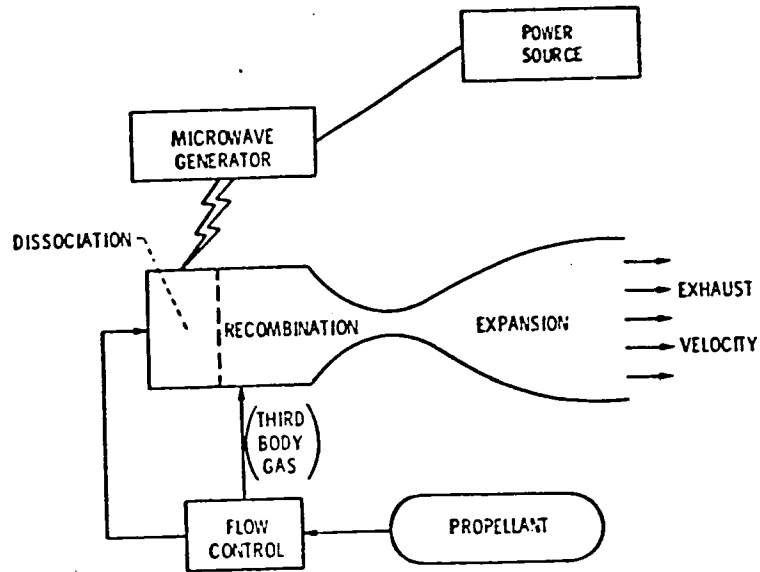 POWER
SOURCE
MICROWAVE
GENERATOR
DISSOCIATION
RECOMBINATION
EXPANSION
EXHAUST
VELOCITY
(THIRD
BODY
GAS)
FLOW
CONTROL
PROPELLANT